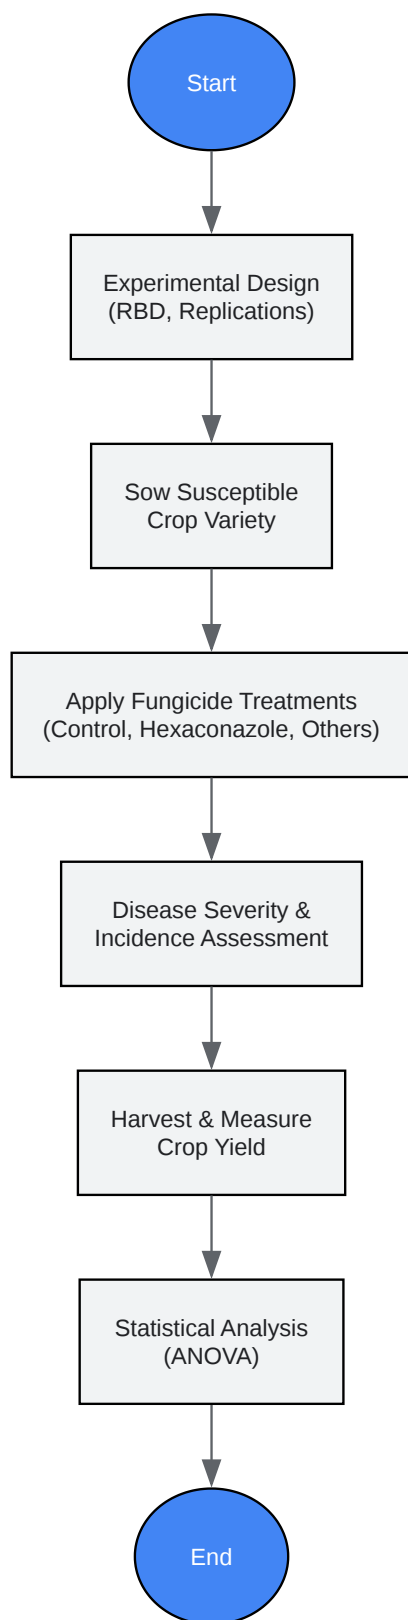 Start
Experimental Design
(RBD, Replications)
Sow Susceptible
Crop Variety
Apply Fungicide Treatments
(Control, Hexaconazole, Others)
Disease Severity &
Incidence Assessment
Harvest & Measure
Crop Yield
Statistical Analysis
(ANOVA)
End